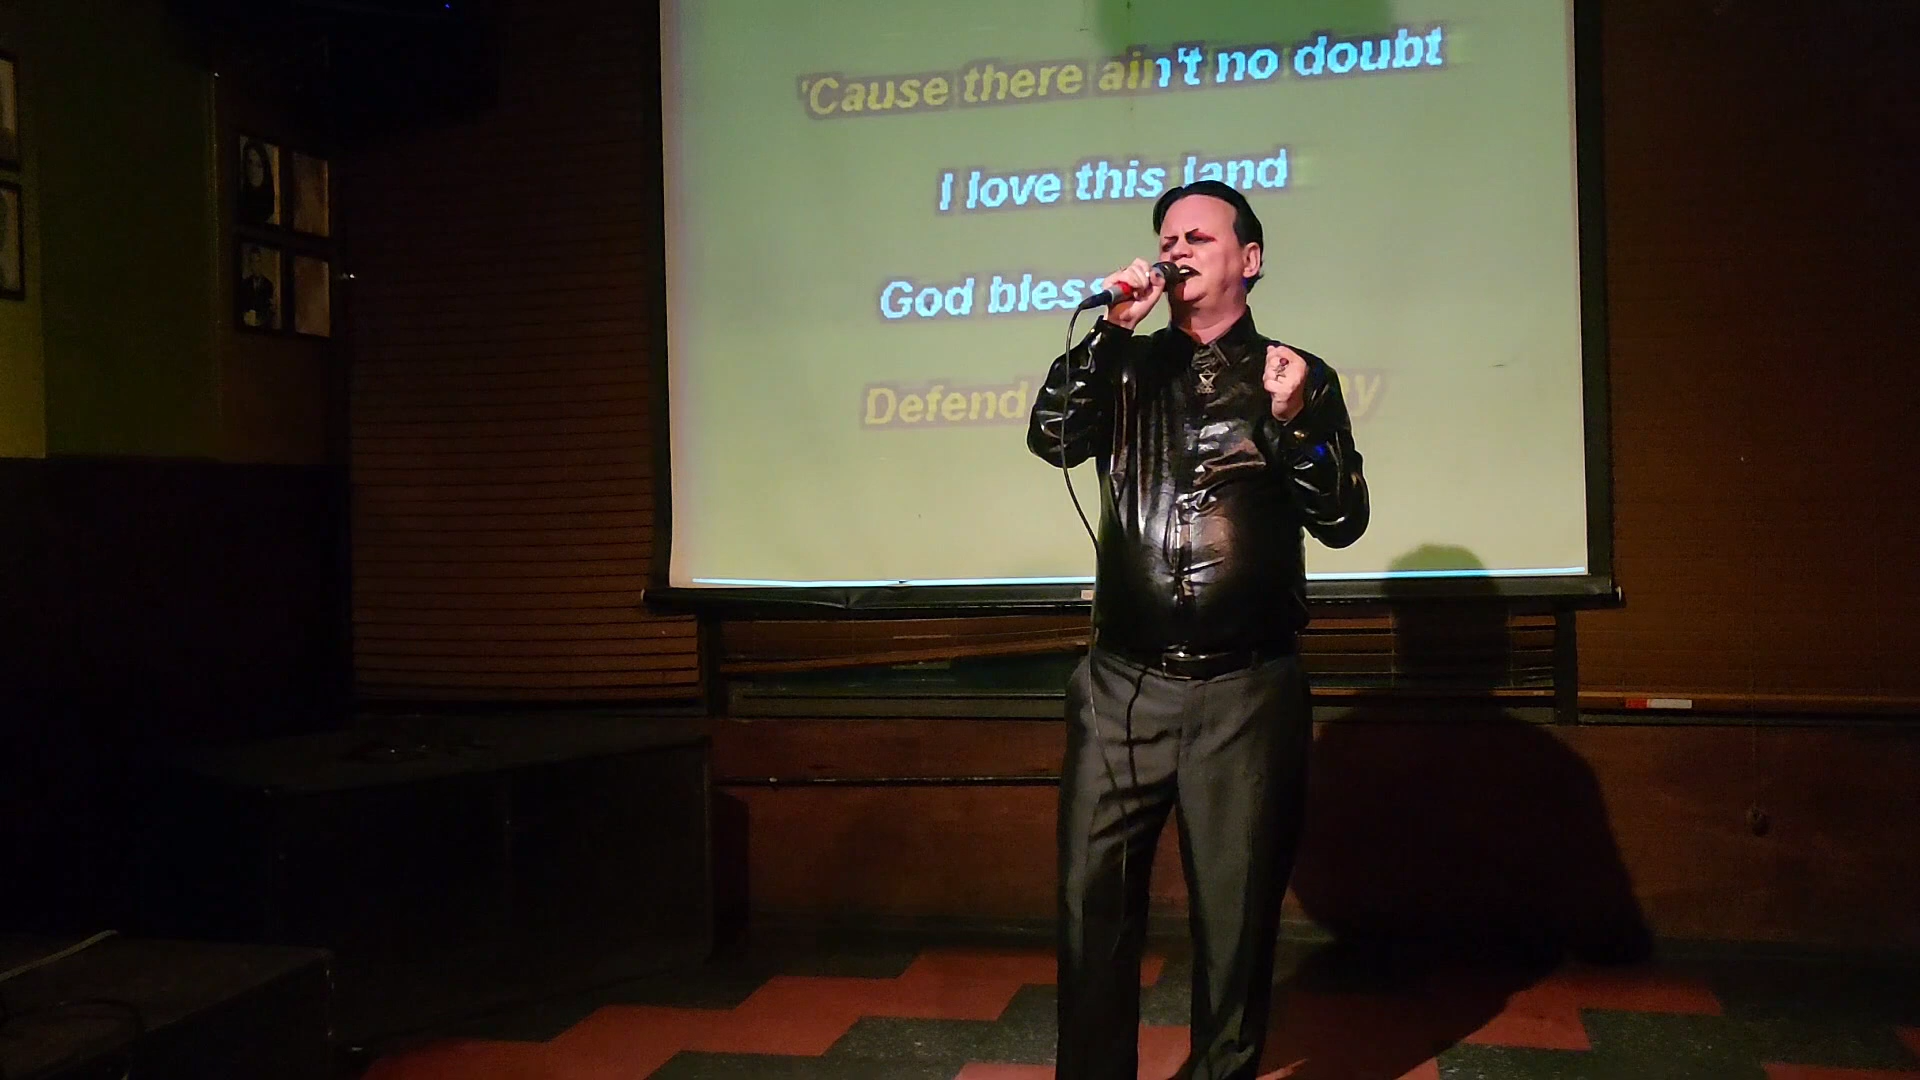 'Cause there ain't no doubt
I love this land
God bless
Defend